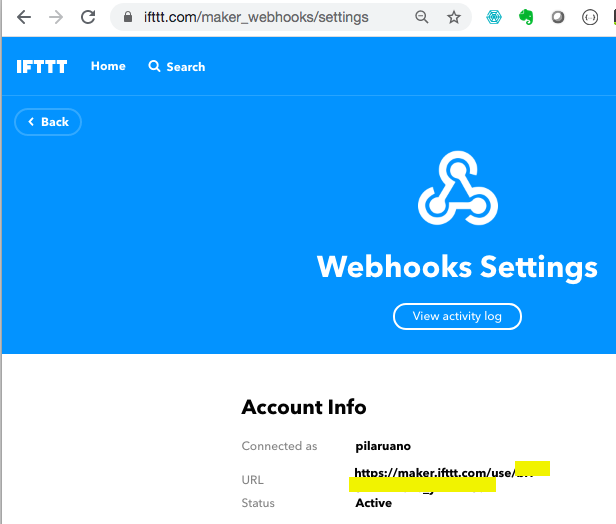 ifttt.com/maker_webhooks/settings
IFTTT Home Search
Back
Webhooks Settings
View activity log
Account Info
Connected as pilaruano
URL https://maker.ifttt.com/use/
Status Active